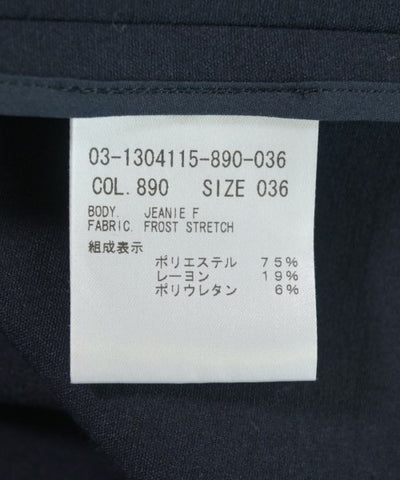 03-1304115-890-036
COL.890 SIZE 036
BODY. JEANIE F
FABRIC. FROST STRETCH
組成表示
ポリエステル 75%
レーヨン 19%
ポリウレタン 6%